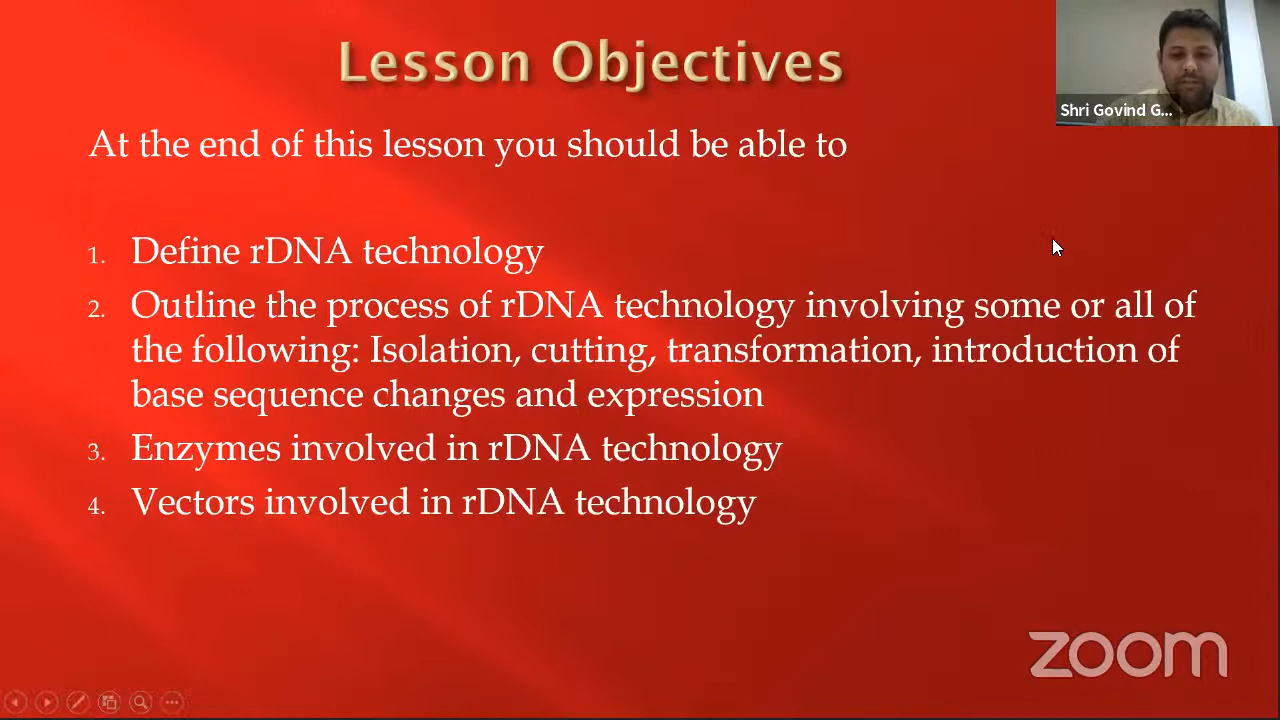 Lesson Objectives
Shri Govind G...
At the end of this lesson you should be able to
1. Define rDNA technology
2. Outline the process of rDNA technology involving some or all of
the following: Isolation, cutting, transformation, introduction of
base sequence changes and expression
3. Enzymes involved in rDNA technology
4. Vectors involved in rDNA technology
zoom